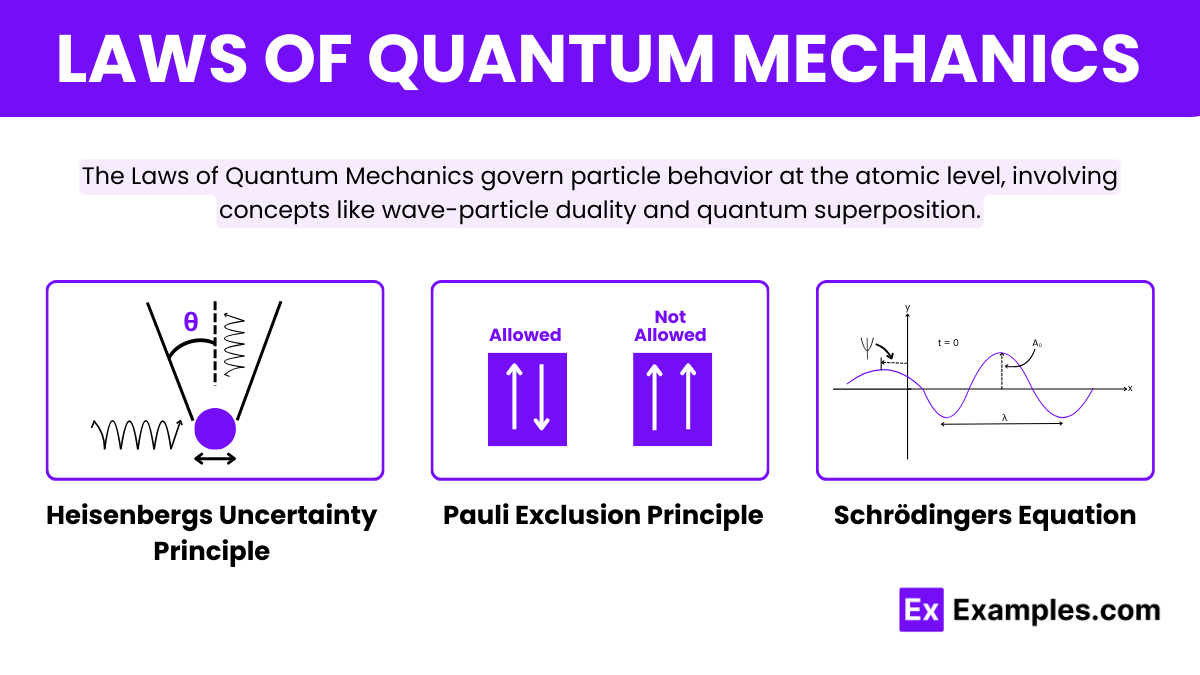 LAWS OF QUANTUM MECHANICS
The Laws of Quantum Mechanics govern particle behavior at the atomic level, involving
concepts like wave-particle duality and quantum superposition.
θ
Allowed
Not
Allowed
y
ψ
t = 0
A₀
x
λ
Heisenbergs Uncertainty
Principle
Pauli Exclusion Principle
Schrödingers Equation
Ex Examples.com